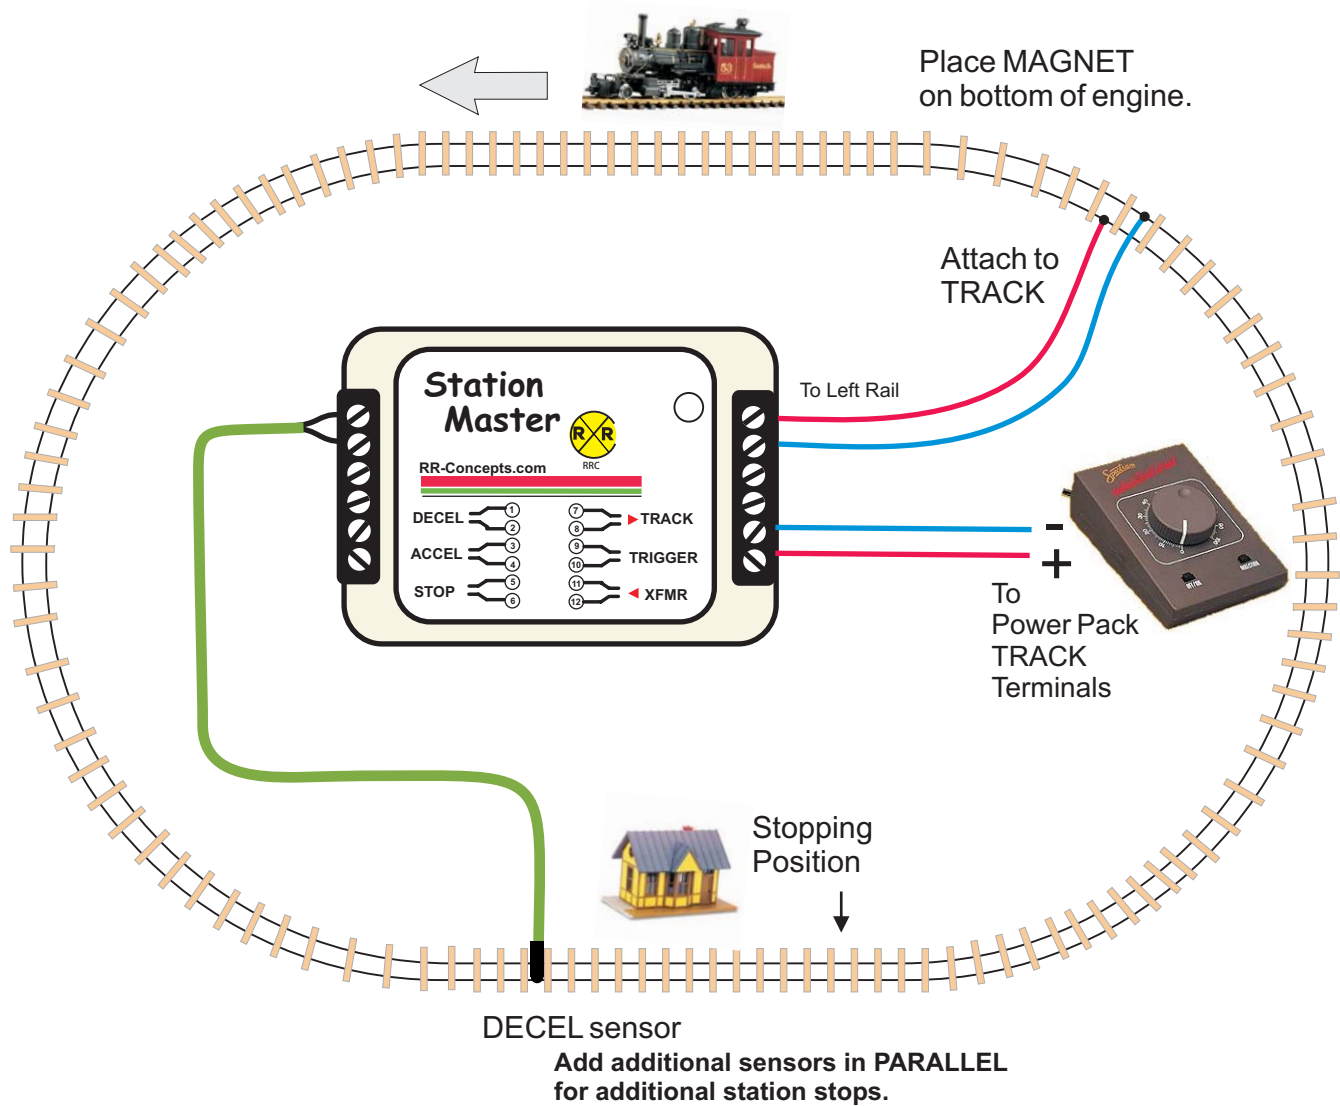 Place MAGNET
on bottom of engine.
53
Attach to
TRACK
To Left Rail
Station
Master
R R
RRC
RR-Concepts.com
DECEL 1
2
ACCEL 3
4
STOP 5
6
7 TRACK
8
9 TRIGGER
10
11 XFMR
12
-
+
To
Power Pack
TRACK
Terminals
Stopping
Position
DECEL sensor
Add additional sensors in PARALLEL
for additional station stops.